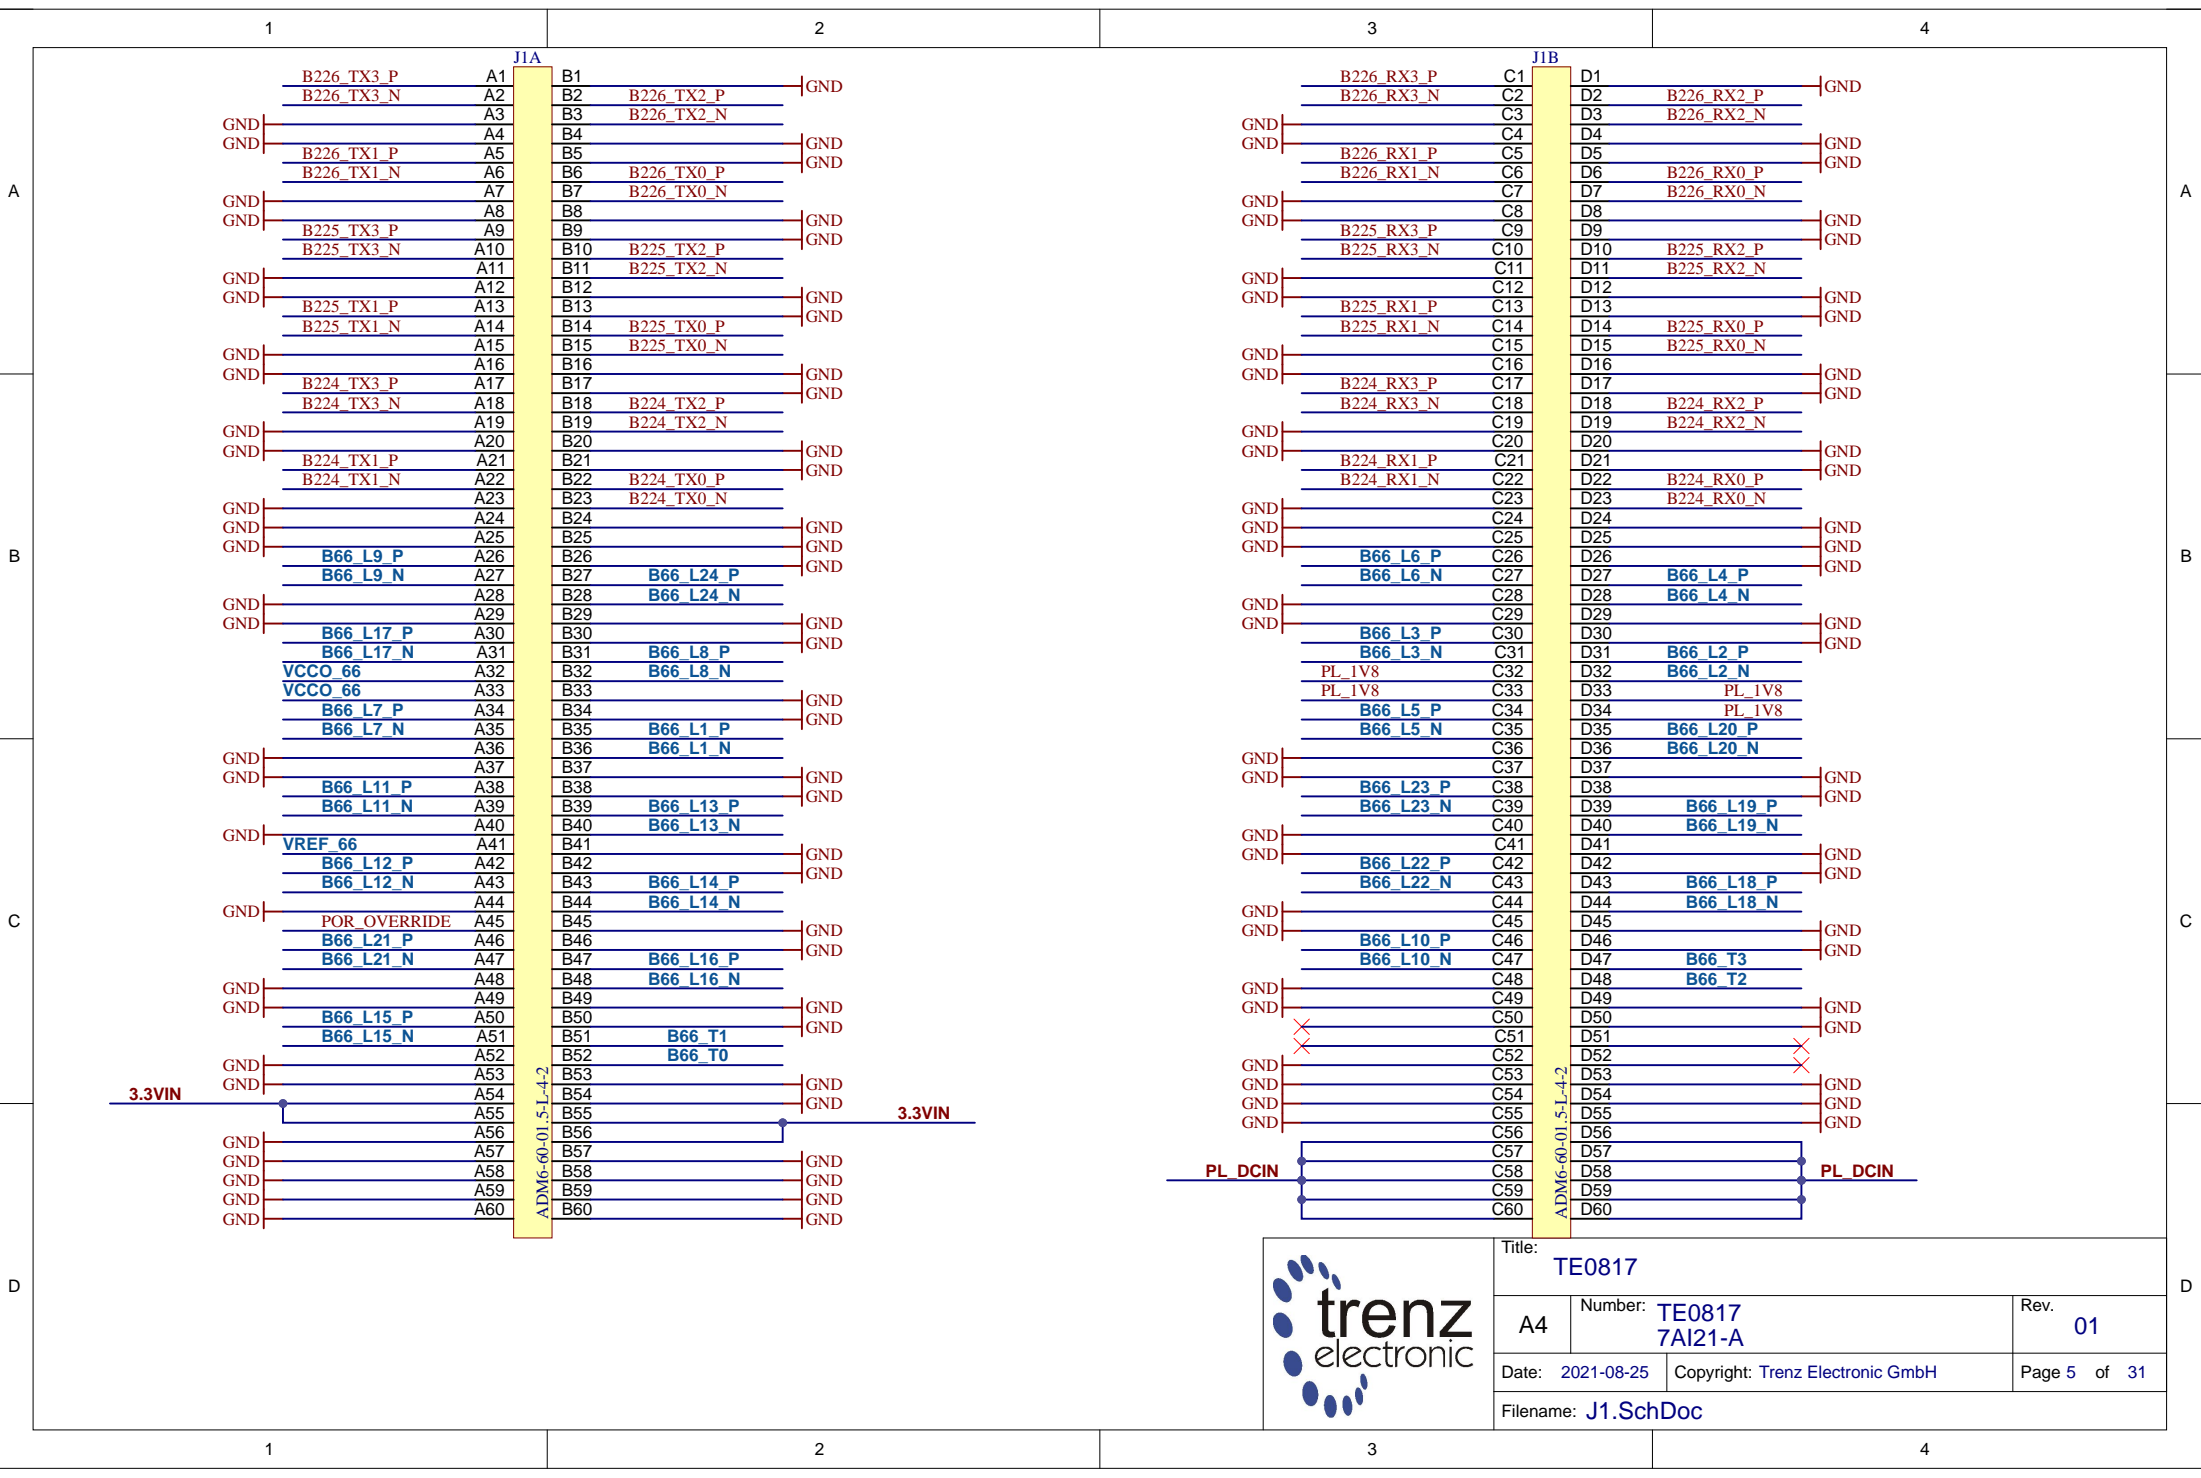 1 2 3 4
J1A J1B
B226_TX3_P A1 B1 GND B226_RX3_P C1 D1 GND
B226_TX3_N A2 B2 B226_TX2_P B226_RX3_N C2 D2 B226_RX2_P
GND A3 B3 B226_TX2_N GND C3 D3 B226_RX2_N
GND A4 B4 GND GND C4 D4 GND
B226_TX1_P A5 B5 GND B226_RX1_P C5 D5 GND
B226_TX1_N A6 B6 B226_TX0_P B226_RX1_N C6 D6 B226_RX0_P
A GND A7 B7 B226_TX0_N GND C7 D7 B226_RX0_N A
GND A8 B8 GND GND C8 D8 GND
B225_TX3_P A9 B9 GND B225_RX3_P C9 D9 GND
B225_TX3_N A10 B10 B225_TX2_P B225_RX3_N C10 D10 B225_RX2_P
GND A11 B11 B225_TX2_N GND C11 D11 B225_RX2_N
GND A12 B12 GND GND C12 D12 GND
B225_TX1_P A13 B13 GND B225_RX1_P C13 D13 GND
B225_TX1_N A14 B14 B225_TX0_P B225_RX1_N C14 D14 B225_RX0_P
GND A15 B15 B225_TX0_N GND C15 D15 B225_RX0_N
GND A16 B16 GND GND C16 D16 GND
B224_TX3_P A17 B17 GND B224_RX3_P C17 D17 GND
B224_TX3_N A18 B18 B224_TX2_P B224_RX3_N C18 D18 B224_RX2_P
GND A19 B19 B224_TX2_N GND C19 D19 B224_RX2_N
GND A20 B20 GND GND C20 D20 GND
B224_TX1_P A21 B21 GND B224_RX1_P C21 D21 GND
B224_TX1_N A22 B22 B224_TX0_P B224_RX1_N C22 D22 B224_RX0_P
GND A23 B23 B224_TX0_N GND C23 D23 B224_RX0_N
GND A24 B24 GND GND C24 D24 GND
GND A25 B25 GND GND C25 D25 GND
B B66_L9_P A26 B26 GND B66_L6_P C26 D26 GND B
B66_L9_N A27 B27 B66_L24_P B66_L6_N C27 D27 B66_L4_P
GND A28 B28 B66_L24_N GND C28 D28 B66_L4_N
GND A29 B29 GND GND C29 D29 GND
B66_L17_P A30 B30 GND B66_L3_P C30 D30 GND
B66_L17_N A31 B31 B66_L8_P B66_L3_N C31 D31 B66_L2_P
VCCO_66 A32 B32 B66_L8_N PL_1V8 C32 D32 B66_L2_N
VCCO_66 A33 B33 GND PL_1V8 C33 D33 PL_1V8
B66_L7_P A34 B34 GND B66_L5_P C34 D34 PL_1V8
B66_L7_N A35 B35 B66_L1_P B66_L5_N C35 D35 B66_L20_P
GND A36 B36 B66_L1_N GND C36 D36 B66_L20_N
GND A37 B37 GND GND C37 D37 GND
B66_L11_P A38 B38 GND B66_L23_P C38 D38 GND
B66_L11_N A39 B39 B66_L13_P B66_L23_N C39 D39 B66_L19_P
GND A40 B40 B66_L13_N GND C40 D40 B66_L19_N
VREF_66 A41 B41 GND GND C41 D41 GND
B66_L12_P A42 B42 GND B66_L22_P C42 D42 GND
B66_L12_N A43 B43 B66_L14_P B66_L22_N C43 D43 B66_L18_P
GND A44 B44 B66_L14_N GND C44 D44 B66_L18_N
C POR_OVERRIDE A45 B45 GND GND C45 D45 GND C
B66_L21_P A46 B46 GND B66_L10_P C46 D46 GND
B66_L21_N A47 B47 B66_L16_P B66_L10_N C47 D47 B66_T3
GND A48 B48 B66_L16_N GND C48 D48 B66_T2
GND A49 B49 GND GND C49 D49 GND
B66_L15_P A50 B50 GND C50 D50 GND
B66_L15_N A51 B51 B66_T1 C51 D51
GND A52 B52 B66_T0 GND C52 D52
GND A53 B53 GND GND C53 D53 GND
3.3VIN A54 B54 GND GND C54 D54 GND
A55 B55 3.3VIN GND C55 D55 GND
GND A56 B56 C56 D56
GND A57 B57 GND C57 D57
GND A58 B58 GND PL_DCIN C58 D58 PL_DCIN
GND A59 B59 GND C59 D59
GND A60 B60 GND C60 D60
ADM6-60-01.5-L-4-2 ADM6-60-01.5-L-4-2
D D
trenz
electronic
Title:
TE0817
A4 Number: TE0817
7AI21-A
Rev.
01
Date: 2021-08-25 Copyright: Trenz Electronic GmbH Page 5 of 31
Filename: J1.SchDoc
1 2 3 4